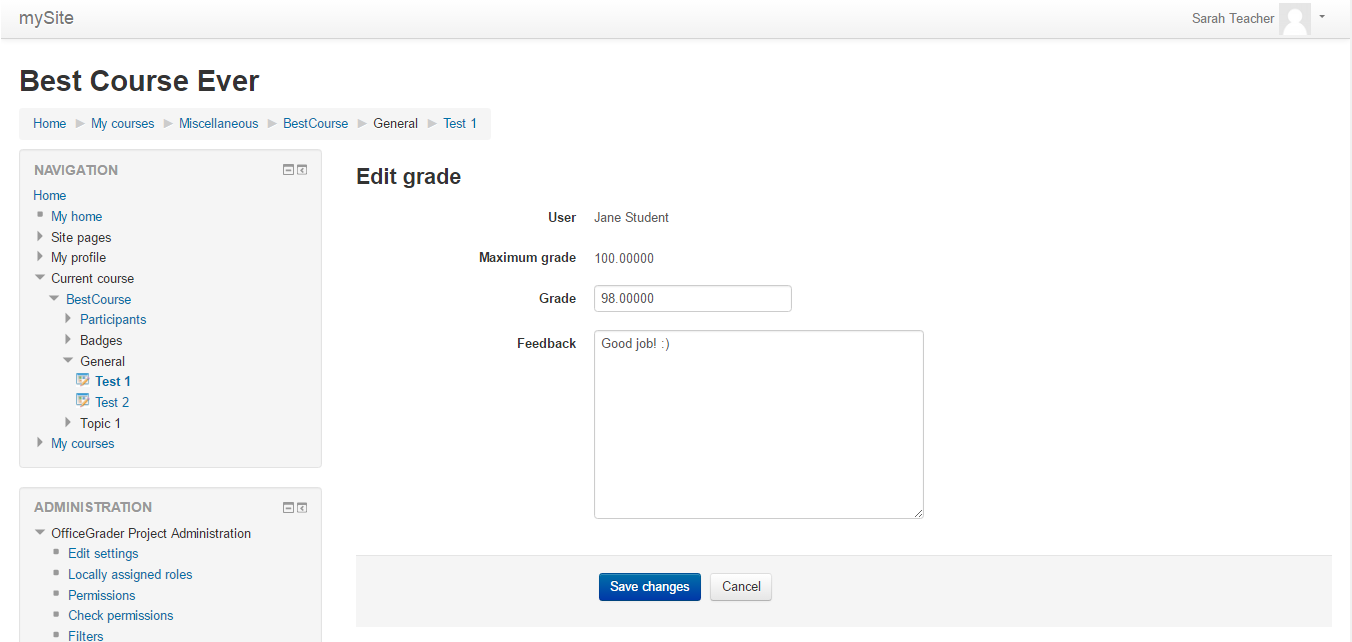 mySite
Sarah Teacher
Best Course Ever
Home My courses Miscellaneous BestCourse General Test 1
NAVIGATION
Home
My home
Site pages
My profile
Current course
BestCourse
Participants
Badges
General
Test 1
Test 2
Topic 1
My courses
ADMINISTRATION
OfficeGrader Project Administration
Edit settings
Locally assigned roles
Permissions
Check permissions
Filters
Edit grade
User Jane Student
Maximum grade 100.00000
Grade 98.00000
Feedback Good job! :)
Save changes Cancel